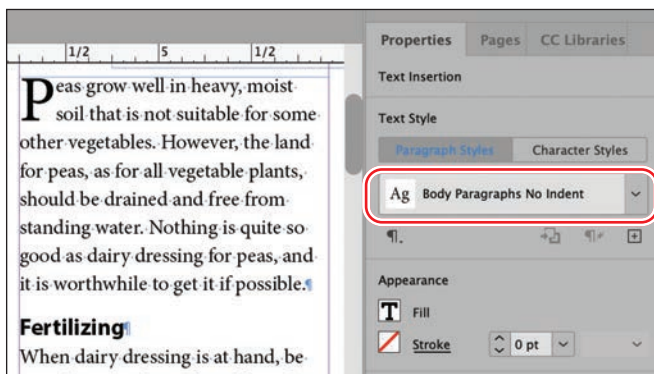 1/2 5 1/2
Peas grow well in heavy, moist
soil that is not suitable for some
other vegetables. However, the land
for peas, as for all vegetable plants,
should be drained and free from
standing water. Nothing is quite so
good as dairy dressing for peas, and
it is worthwhile to get it if possible.¶
Fertilizing¶
When dairy dressing is at hand, be
Properties Pages CC Libraries
Text Insertion
Text Style
Paragraph Styles Character Styles
Ag Body Paragraphs No Indent
¶.
Appearance
T Fill
Stroke 0 pt